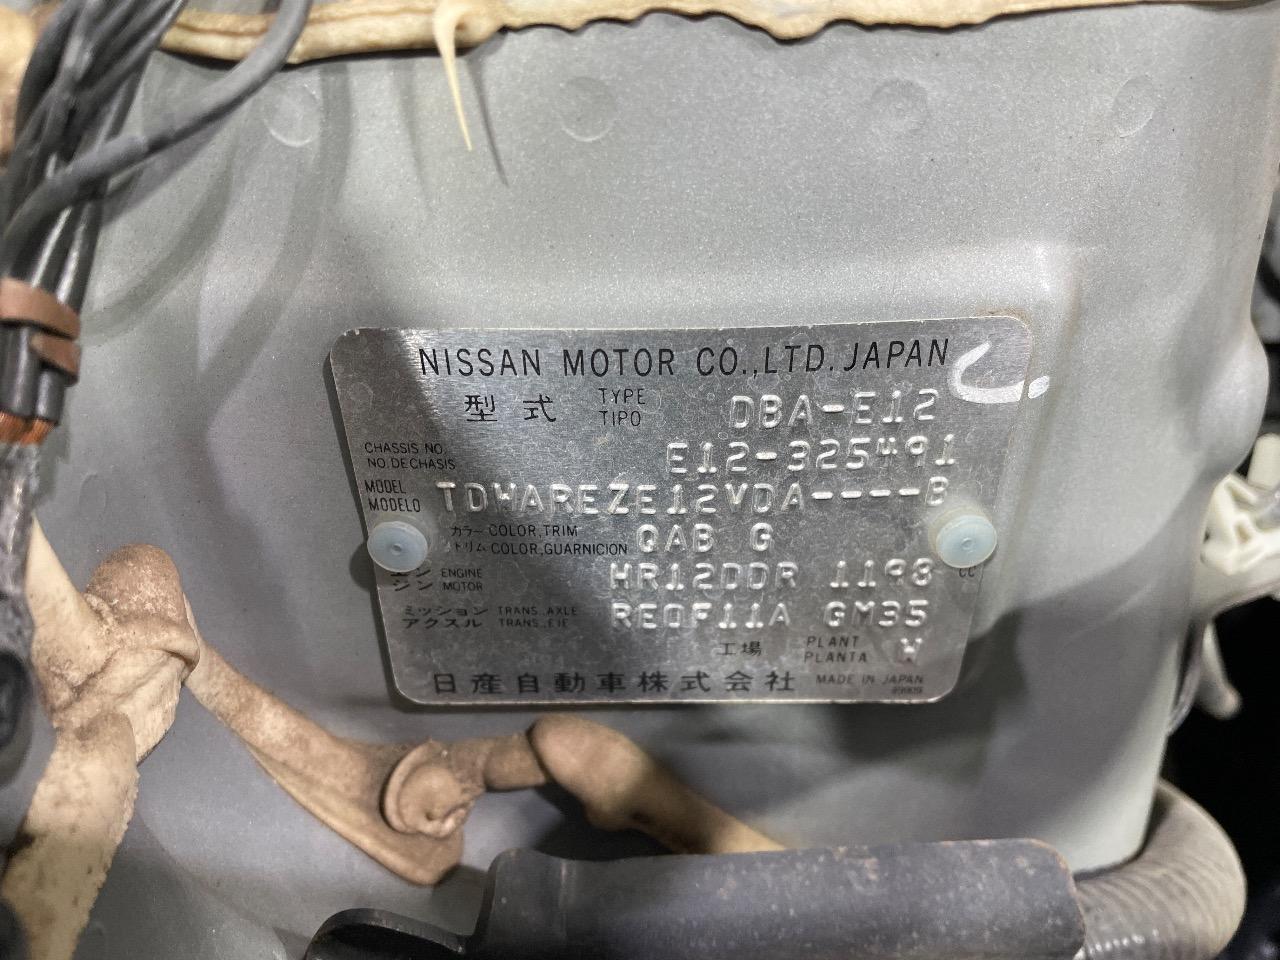 NISSAN MOTOR CO.,LTD. JAPAN
型式 TYPE TIPO DBA-E12
CHASSIS NO. NO.DECHASIS E12-325491
MODEL MODELO TDWAREZE12VDA----B
カラー COLOR,TRIM
トリム COLOR,GUARNICION QAB G
エンジン ENGINE MOTOR HR12DDR 1198 CC
ミッション TRANS.,AXLE
アクスル TRANS.,EJE RE0F11A GM35
工場 PLANT PLANTA W
日産自動車株式会社 MADE IN JAPAN